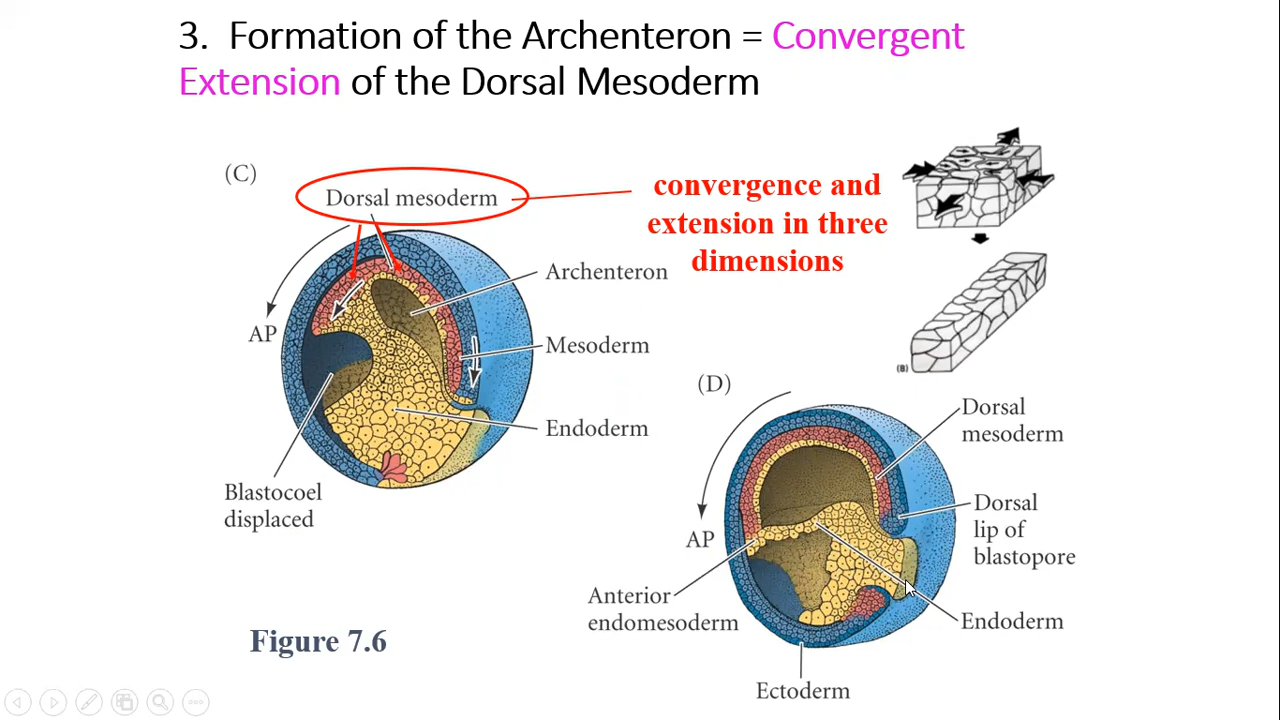 3. Formation of the Archenteron = Convergent
Extension of the Dorsal Mesoderm
(C)
Dorsal mesoderm
convergence and
extension in three
dimensions
Archenteron
AP
Mesoderm
Endoderm
Blastocoel
displaced
(B)
(D)
Dorsal
mesoderm
Dorsal
lip of
blastopore
AP
Anterior
endomesoderm
Endoderm
Ectoderm
Figure 7.6